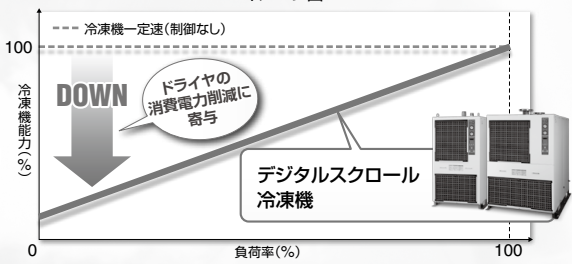 冷凍機一定速(制御なし)
100
冷凍機能力(%)
DOWN
ドライヤの
消費電力削減に
寄与
デジタルスクロール
冷凍機
0
負荷率(%)
100